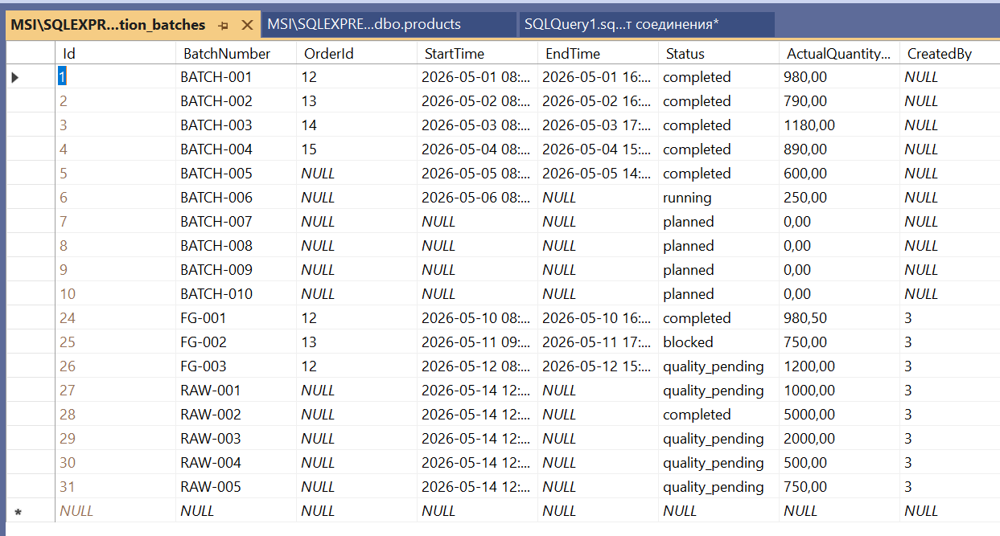 MSI\SQLEXPR...tion_batches MSI\SQLEXPRE...dbo.products SQLQuery1.sq...т соединения*
Id BatchNumber OrderId StartTime EndTime Status ActualQuantity... CreatedBy
1 BATCH-001 12 2026-05-01 08:... 2026-05-01 16:... completed 980,00 NULL
2 BATCH-002 13 2026-05-02 08:... 2026-05-02 16:... completed 790,00 NULL
3 BATCH-003 14 2026-05-03 08:... 2026-05-03 17:... completed 1180,00 NULL
4 BATCH-004 15 2026-05-04 08:... 2026-05-04 15:... completed 890,00 NULL
5 BATCH-005 NULL 2026-05-05 08:... 2026-05-05 14:... completed 600,00 NULL
6 BATCH-006 NULL 2026-05-06 08:... NULL running 250,00 NULL
7 BATCH-007 NULL NULL NULL planned 0,00 NULL
8 BATCH-008 NULL NULL NULL planned 0,00 NULL
9 BATCH-009 NULL NULL NULL planned 0,00 NULL
10 BATCH-010 NULL NULL NULL planned 0,00 NULL
24 FG-001 12 2026-05-10 08:... 2026-05-10 16:... completed 980,50 3
25 FG-002 13 2026-05-11 09:... 2026-05-11 17:... blocked 750,00 3
26 FG-003 12 2026-05-12 08:... 2026-05-12 15:... quality_pending 1200,00 3
27 RAW-001 NULL 2026-05-14 12:... NULL quality_pending 1000,00 3
28 RAW-002 NULL 2026-05-14 12:... NULL completed 5000,00 3
29 RAW-003 NULL 2026-05-14 12:... NULL quality_pending 2000,00 3
30 RAW-004 NULL 2026-05-14 12:... NULL quality_pending 500,00 3
31 RAW-005 NULL 2026-05-14 12:... NULL quality_pending 750,00 3
* NULL NULL NULL NULL NULL NULL NULL NULL